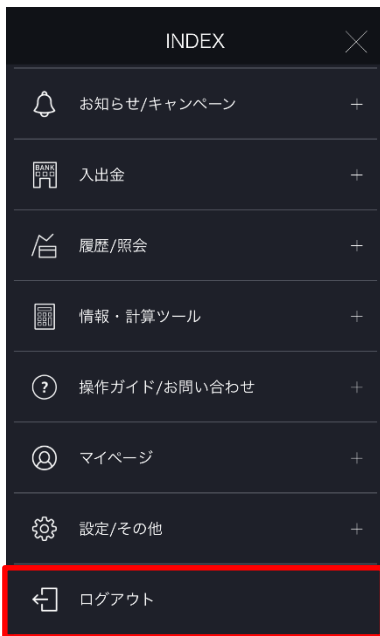 INDEX
お知らせ/キャンペーン
BANK
入出金
履歴/照会
情報・計算ツール
?
操作ガイド/お問い合わせ
マイページ
設定/その他
ログアウト